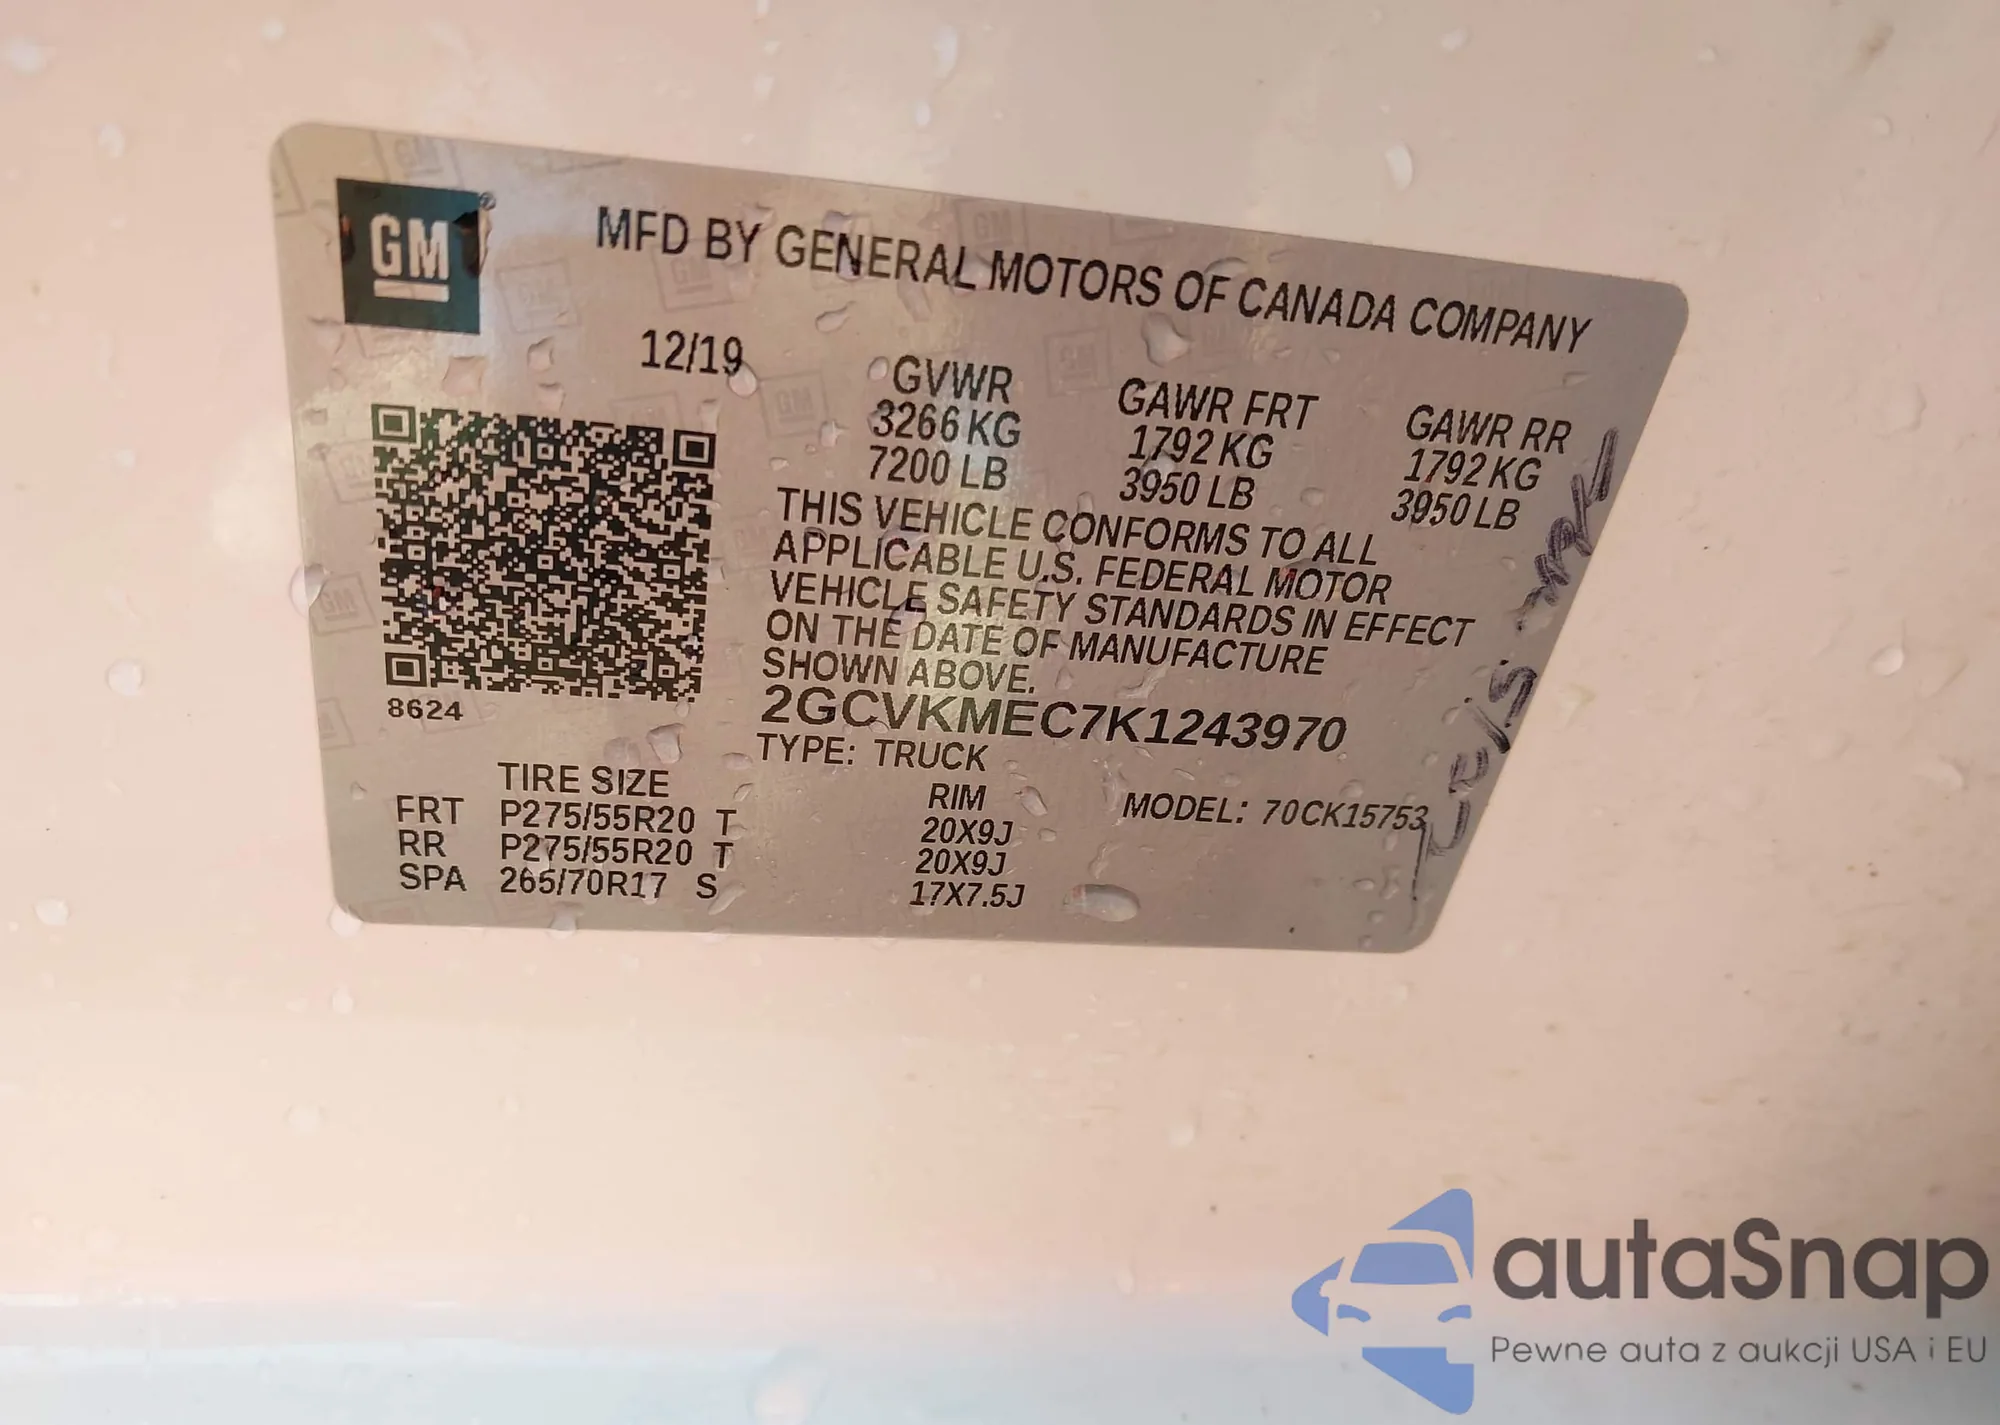 GM
MFD BY GENERAL MOTORS OF CANADA COMPANY
12/19
GVWR GAWR FRT GAWR RR
3266 KG 1792 KG 1792 KG
7200 LB 3950 LB 3950 LB
THIS VEHICLE CONFORMS TO ALL
APPLICABLE U.S. FEDERAL MOTOR
VEHICLE SAFETY STANDARDS IN EFFECT
ON THE DATE OF MANUFACTURE
SHOWN ABOVE.
8624
2GCVKMEC7K1243970
TYPE: TRUCK
TIRE SIZE RIM MODEL: 70CK15753
FRT P275/55R20 T 20X9J
RR P275/55R20 T 20X9J
SPA 265/70R17 S 17X7.5J
autaSnap
Pewne auta z aukcji USA i EU